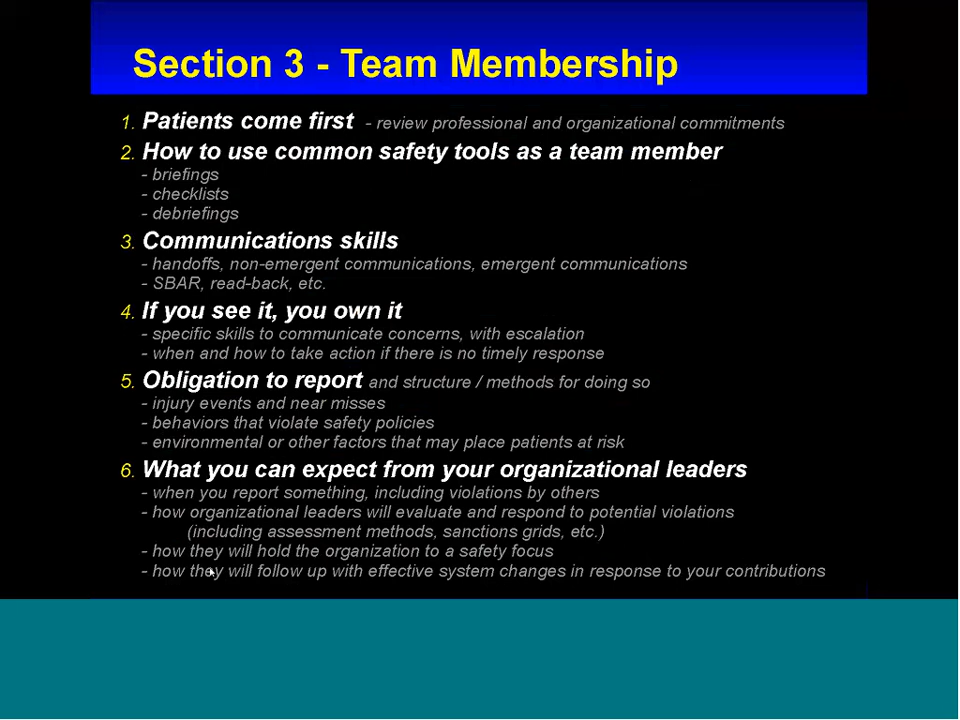 Section 3 - Team Membership
1. Patients come first - review professional and organizational commitments
2. How to use common safety tools as a team member
- briefings
- checklists
- debriefings
3. Communications skills
- handoffs, non-emergent communications, emergent communications
- SBAR, read-back, etc.
4. If you see it, you own it
- specific skills to communicate concerns, with escalation
- when and how to take action if there is no timely response
5. Obligation to report and structure / methods for doing so
- injury events and near misses
- behaviors that violate safety policies
- environmental or other factors that may place patients at risk
6. What you can expect from your organizational leaders
- when you report something, including violations by others
- how organizational leaders will evaluate and respond to potential violations
(including assessment methods, sanctions grids, etc.)
- how they will hold the organization to a safety focus
- how they will follow up with effective system changes in response to your contributions